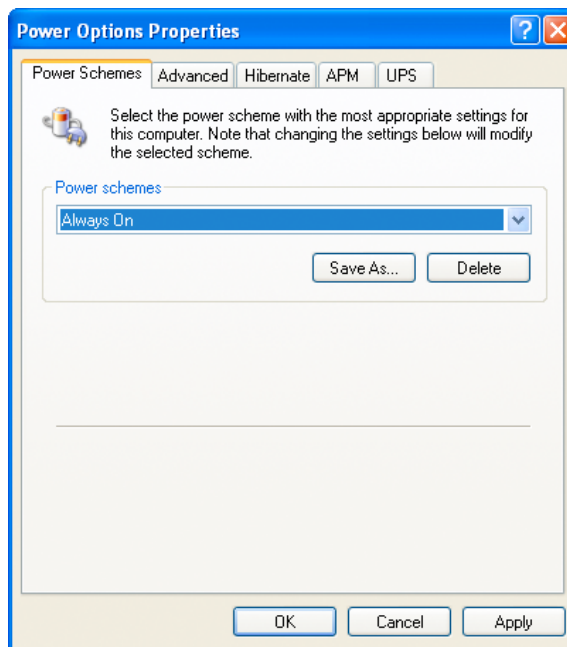 Power Options Properties
?
Power Schemes Advanced Hibernate APM UPS
Select the power scheme with the most appropriate settings for
this computer. Note that changing the settings below will modify
the selected scheme.
Power schemes
Always On
Save As... Delete
OK Cancel Apply